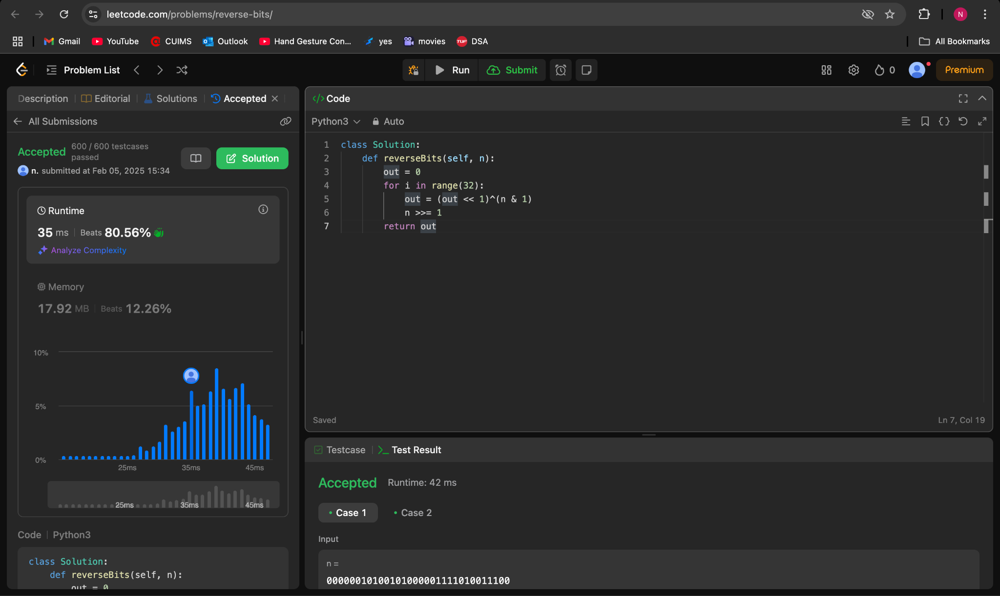 leetcode.com/problems/reverse-bits/
N
Gmail YouTube CUIMS Outlook Hand Gesture Con... yes movies TUF DSA All Bookmarks
Problem List Run Submit 0 Premium
Description Editorial Solutions Accepted
All Submissions
Accepted 600 / 600 testcases passed
n. submitted at Feb 05, 2025 15:34
Solution
Runtime
35 ms Beats 80.56%
Analyze Complexity
Memory
17.92 MB Beats 12.26%
10%
5%
0%
25ms 35ms 45ms
25ms 35ms 45ms
Code Python3
class Solution:
def reverseBits(self, n):
out = 0
</> Code
Python3 Auto
1 class Solution:
2 def reverseBits(self, n):
3 out = 0
4 for i in range(32):
5 out = (out << 1)^(n & 1)
6 n >>= 1
7 return out
Saved Ln 7, Col 19
Testcase Test Result
Accepted Runtime: 42 ms
Case 1 Case 2
Input
n =
00000010100101000001111010011100